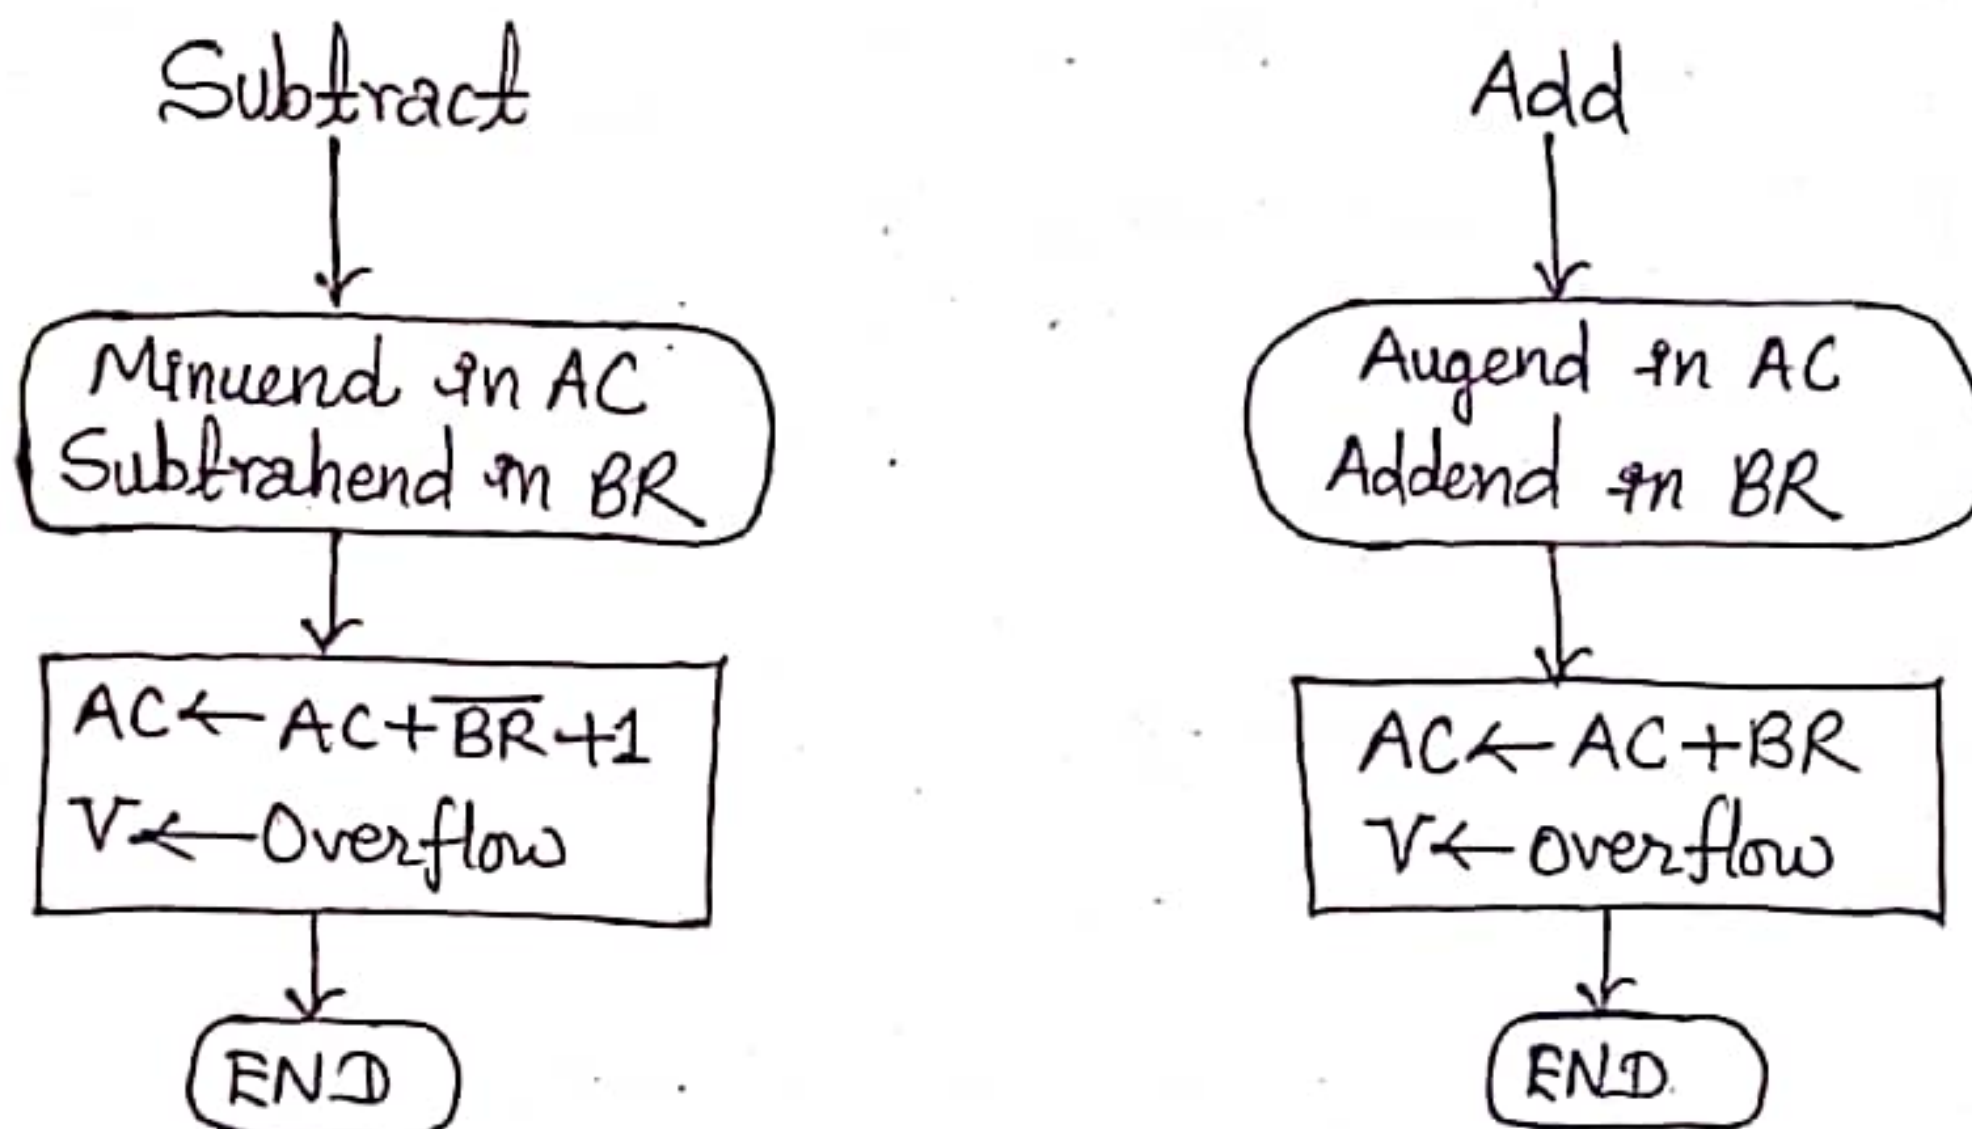 Subtract
Minuend in AC
Subtrahend in BR
AC←AC+B̅R̅+1
V←Overflow
END
Add
Augend in AC
Addend in BR
AC←AC+BR
V←overflow
END